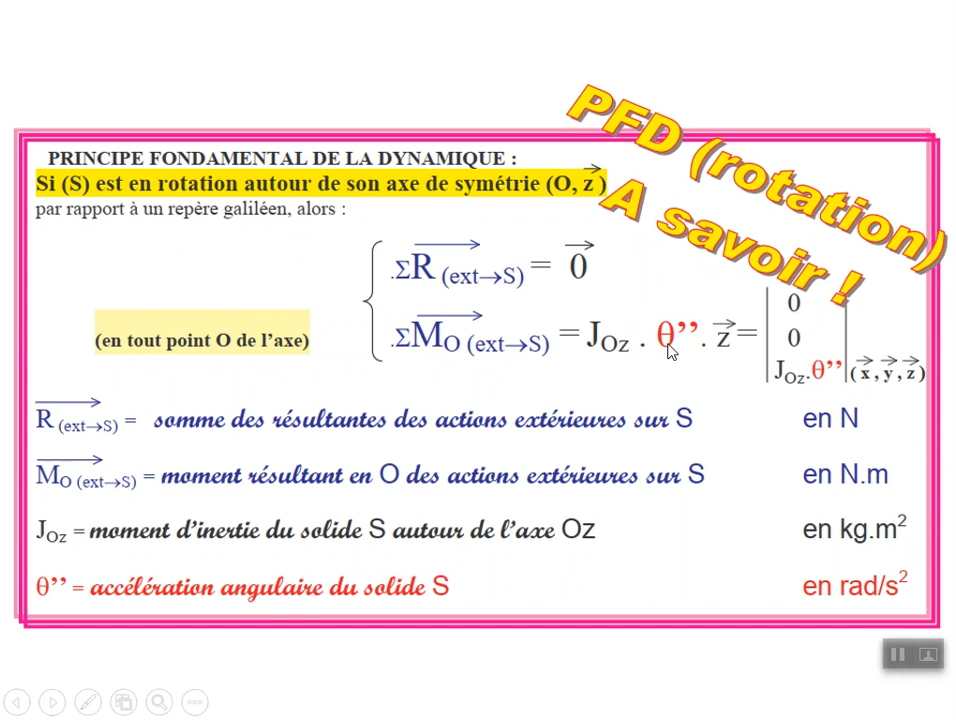 PFD (rotation)
A savoir !
PRINCIPE FONDAMENTAL DE LA DYNAMIQUE :
Si (S) est en rotation autour de son axe de symétrie (O, z⃗ )
par rapport à un repère galiléen, alors :
.ΣR⃗ (ext→S) = 0⃗
(en tout point O de l’axe)
.ΣM⃗O (ext→S) = JOz . θ’’. z⃗ = | 0 0 JOz.θ’’ | (x⃗, y⃗, z⃗)
R⃗ (ext→S) = somme des résultantes des actions extérieures sur S en N
M⃗O (ext→S) = moment résultant en O des actions extérieures sur S en N.m
JOz = moment d’inertie du solide S autour de l’axe Oz en kg.m²
θ’’ = accélération angulaire du solide S en rad/s²